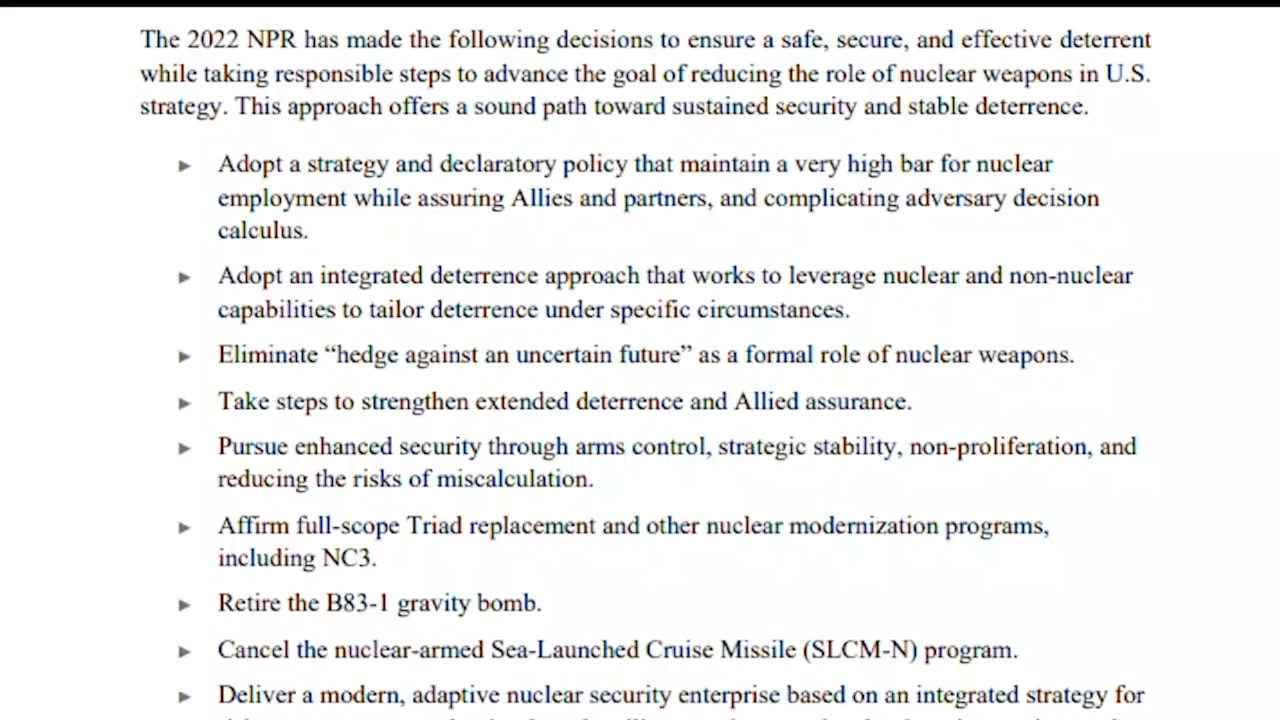 The 2022 NPR has made the following decisions to ensure a safe, secure, and effective deterrent
while taking responsible steps to advance the goal of reducing the role of nuclear weapons in U.S.
strategy. This approach offers a sound path toward sustained security and stable deterrence.
► Adopt a strategy and declaratory policy that maintain a very high bar for nuclear
employment while assuring Allies and partners, and complicating adversary decision
calculus.
► Adopt an integrated deterrence approach that works to leverage nuclear and non-nuclear
capabilities to tailor deterrence under specific circumstances.
► Eliminate “hedge against an uncertain future” as a formal role of nuclear weapons.
► Take steps to strengthen extended deterrence and Allied assurance.
► Pursue enhanced security through arms control, strategic stability, non-proliferation, and
reducing the risks of miscalculation.
► Affirm full-scope Triad replacement and other nuclear modernization programs,
including NC3.
► Retire the B83-1 gravity bomb.
► Cancel the nuclear-armed Sea-Launched Cruise Missile (SLCM-N) program.
► Deliver a modern, adaptive nuclear security enterprise based on an integrated strategy for